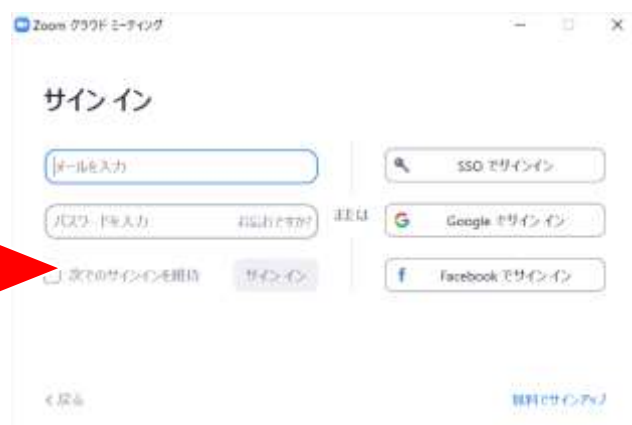 Zoom クラウド ミーティング
サイン イン
メールを入力
パスワードを入力
お忘れですか?
次でのサインインを維持
サイン イン
または
SSO でサインイン
Google でサイン イン
Facebook でサイン イン
< 戻る
無料でサインアップ